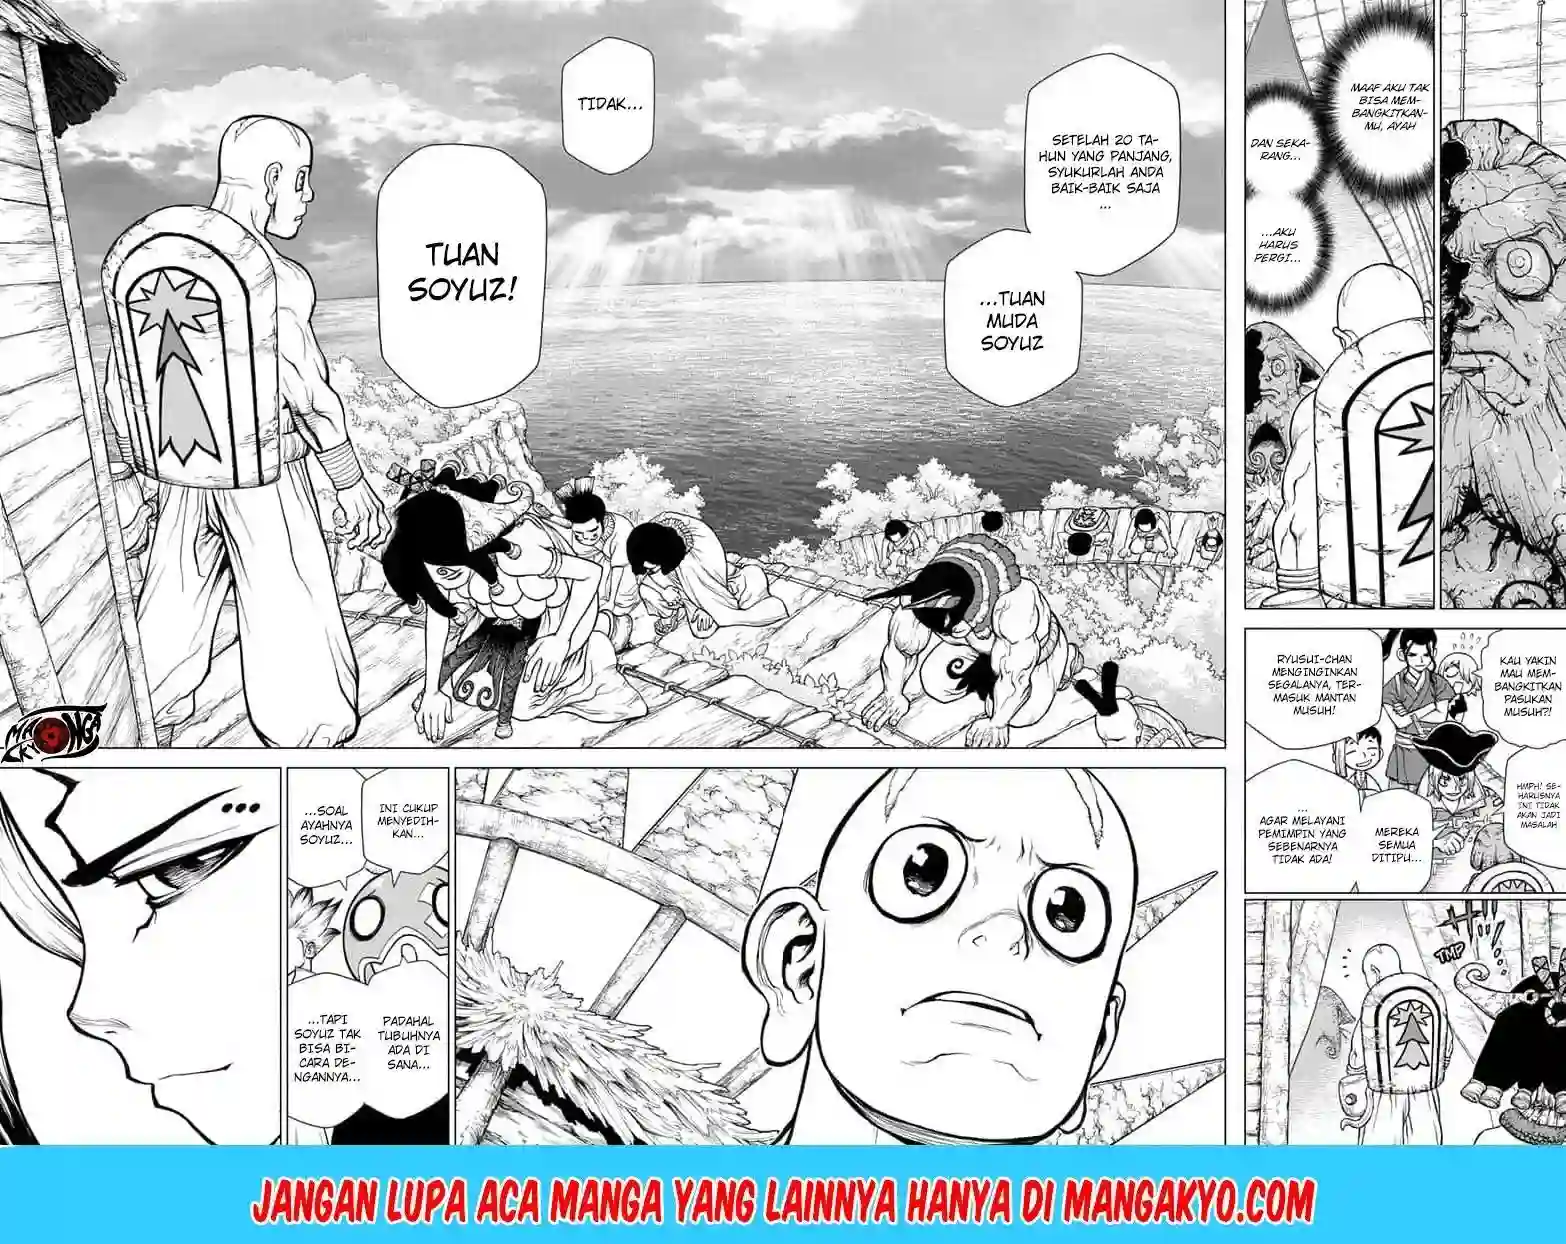 MAAF AKU TAK
BISA MEM-
BANGKITKAN-
MU, AYAH
DAN SEKA-
RANG...
...AKU
HARUS
PERGI...
KAU YAKIN
MAU MEM-
BANGKITKAN
PASUKAN
MUSUH?!
RYUSUI-CHAN
MENGINGINKAN
SEGALANYA, TER-
MASUK MANTAN
MUSUH!
HMPH! SE-
HARUSNYA
INI TIDAK
AKAN JADI
MASALAH
MEREKA
SEMUA
DITIPU...
...
AGAR MELAYANI
PEMIMPIN YANG
SEBENARNYA
TIDAK ADA!
TMP
SETELAH 20 TA-
HUN YANG PANJANG,
SYUKURLAH ANDA
BAIK-BAIK SAJA
...
...TUAN
MUDA
SOYUZ
TIDAK...
TUAN
SOYUZ!
MANGA
KYO
INI CUKUP
MENYEDIH-
KAN...
...SOAL
AYAHNYA
SOYUZ...
PADAHAL
TUBUHNYA
ADA DI
SANA...
...TAPI
SOYUZ TAK
BISA BI-
CARA DE-
NGANNYA...
JANGAN LUPA ACA MANGA YANG LAINNYA HANYA DI MANGAKYO.COM